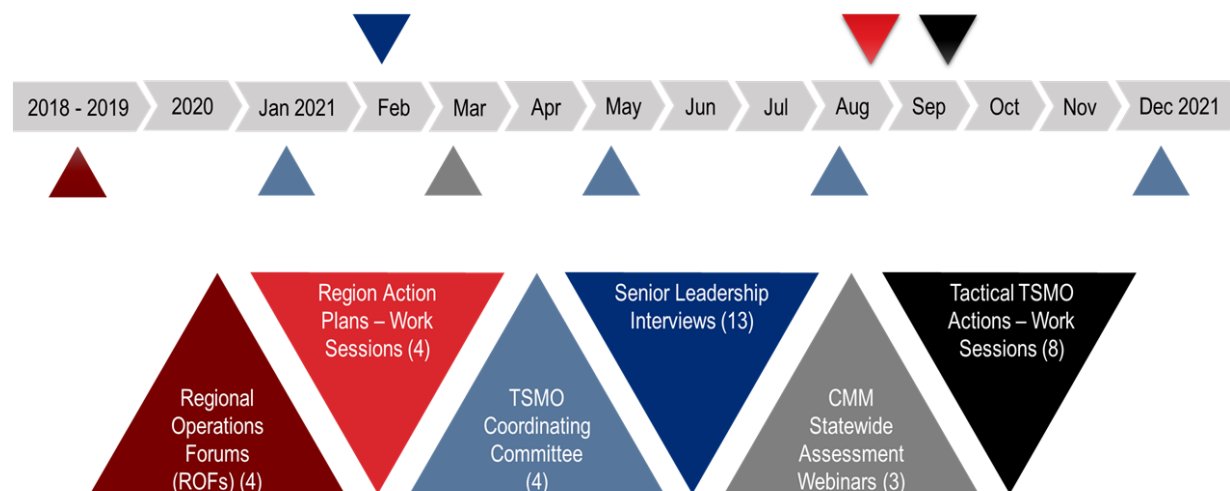 2018 - 2019
2020
Jan 2021
Feb
Mar
Apr
May
Jun
Jul
Aug
Sep
Oct
Nov
Dec 2021
Regional
Operations
Forums
(ROFs) (4)
Region Action
Plans – Work
Sessions (4)
TSMO
Coordinating
Committee
(4)
Senior Leadership
Interviews (13)
CMM
Statewide
Assessment
Webinars (3)
Tactical TSMO
Actions – Work
Sessions (8)